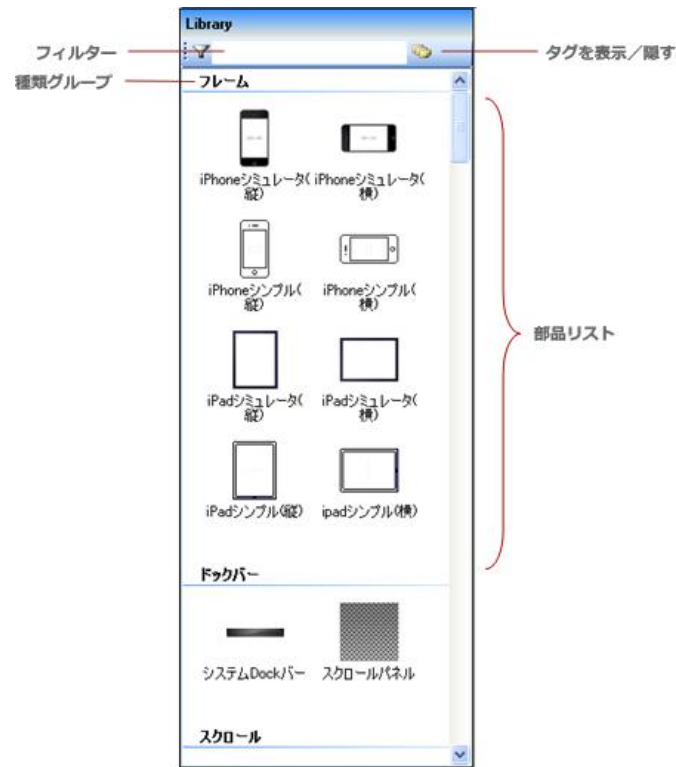 Library
フィルター
タグを表示／隠す
種類グループ
フレーム
iPhoneシミュレータ(
縦)
iPhoneシミュレータ(
横)
iPhoneシンプル(
縦)
iPhoneシンプル(
横)
部品リスト
iPadシミュレータ(
縦)
iPadシミュレータ(
横)
iPadシンプル(縦)
ipadシンプル(横)
ドックバー
システムDockバー
スクロールパネル
スクロール